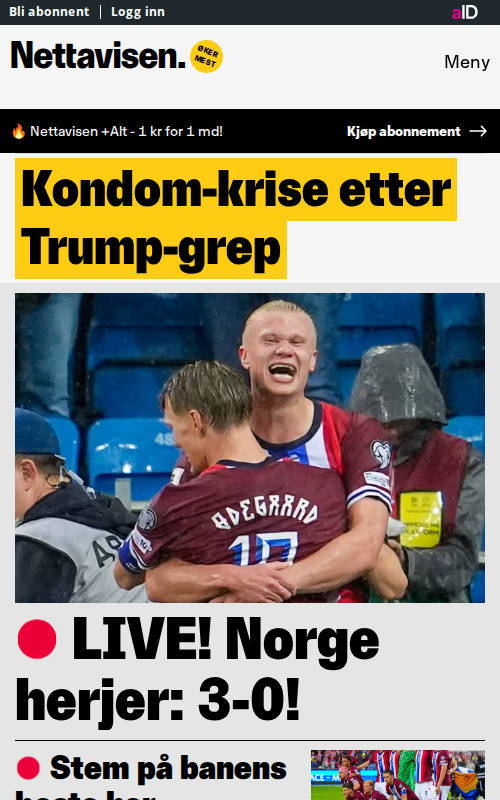 Bli abonnent | Logg inn
aID
Nettavisen.
ØKER
MEST
Meny
🔥 Nettavisen +Alt - 1 kr for 1 md!
Kjøp abonnement →
Kondom-krise etter
Trump-grep
ØDEGAARD
10
LIVE! Norge
herjer: 3-0!
Stem på banens